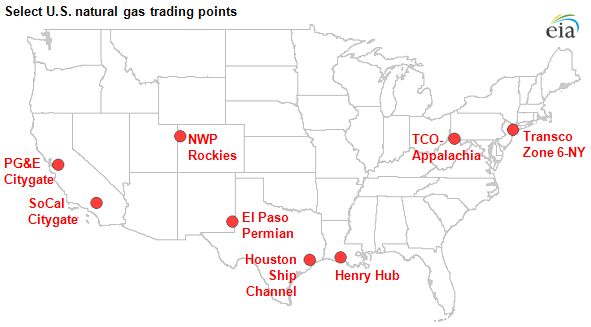 Select U.S. natural gas trading points
eia
NWP
Rockies
TCO-
Appalachia
Transco
Zone 6-NY
PG&E
Citygate
SoCal
Citygate
El Paso
Permian
Houston
Ship
Channel
Henry Hub